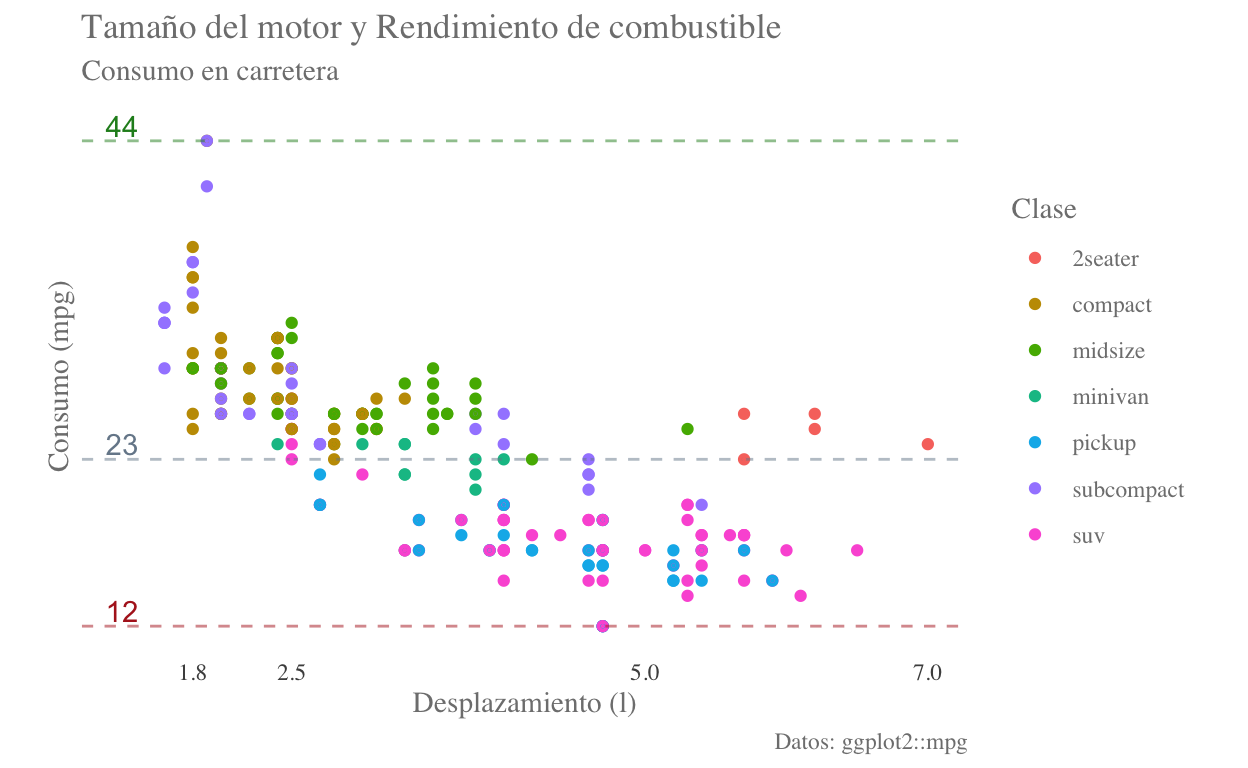 Tamaño del motor y Rendimiento de combustible
Consumo en carretera
44
23
12
Consumo (mpg)
1.8 2.5 5.0 7.0
Desplazamiento (l)
Clase
2seater
compact
midsize
minivan
pickup
subcompact
suv
Datos: ggplot2::mpg